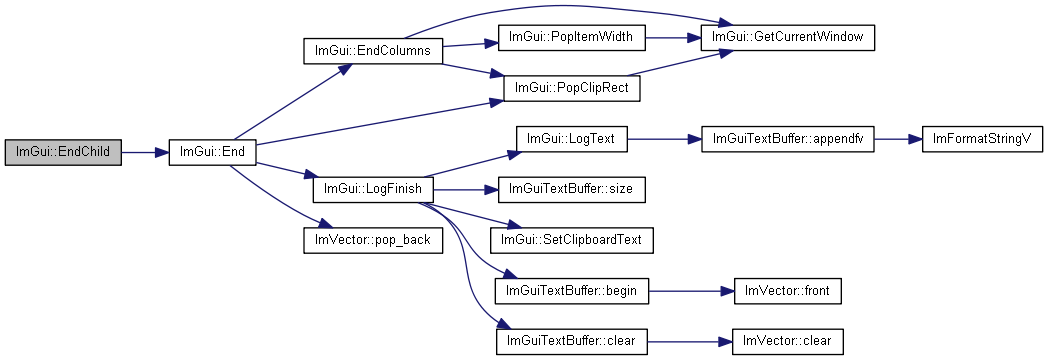 ImGui::EndChild
ImGui::End
ImGui::EndColumns
ImGui::PopItemWidth
ImGui::GetCurrentWindow
ImGui::PopClipRect
ImGui::LogFinish
ImGui::LogText
ImGuiTextBuffer::appendfv
ImFormatStringV
ImGuiTextBuffer::size
ImGui::SetClipboardText
ImGuiTextBuffer::begin
ImVector::front
ImGuiTextBuffer::clear
ImVector::clear
ImVector::pop_back